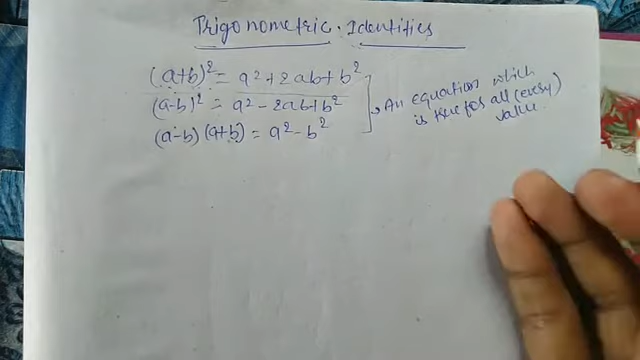 Trigonometric Identities
(a+b)² = a² + 2ab + b²
(a-b)² = a² - 2ab + b²
(a-b) (a+b) = a² - b²
An equation which
is true for all (every)
value.